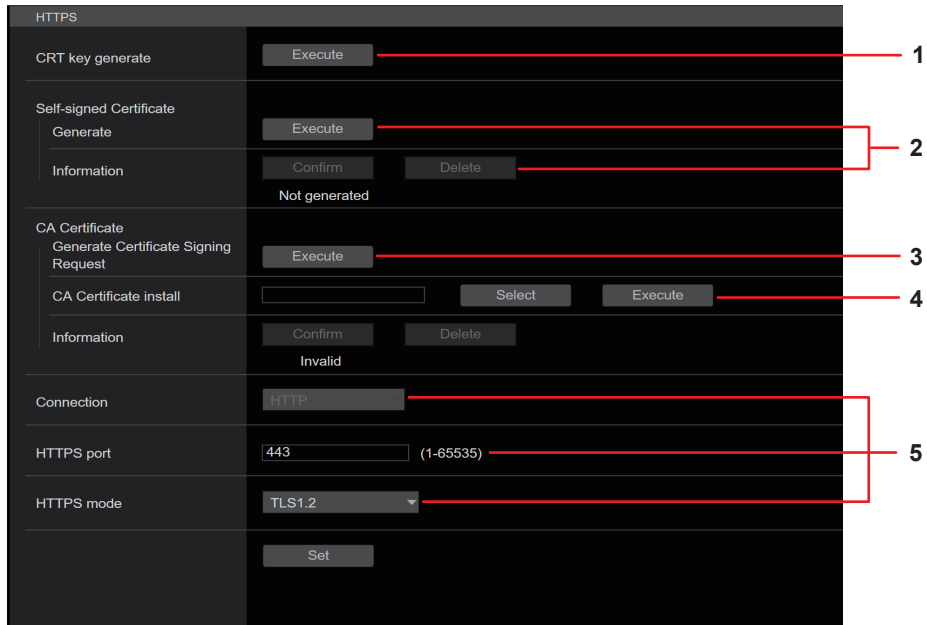 HTTPS
CRT key generate Execute 1
Self-signed Certificate
Generate Execute
2
Information Confirm Delete
Not generated
CA Certificate
Generate Certificate Signing
Request Execute 3
CA Certificate install Select Execute 4
Information Confirm Delete
Invalid
Connection HTTP
HTTPS port 443 (1-65535) 5
HTTPS mode TLS1.2
Set